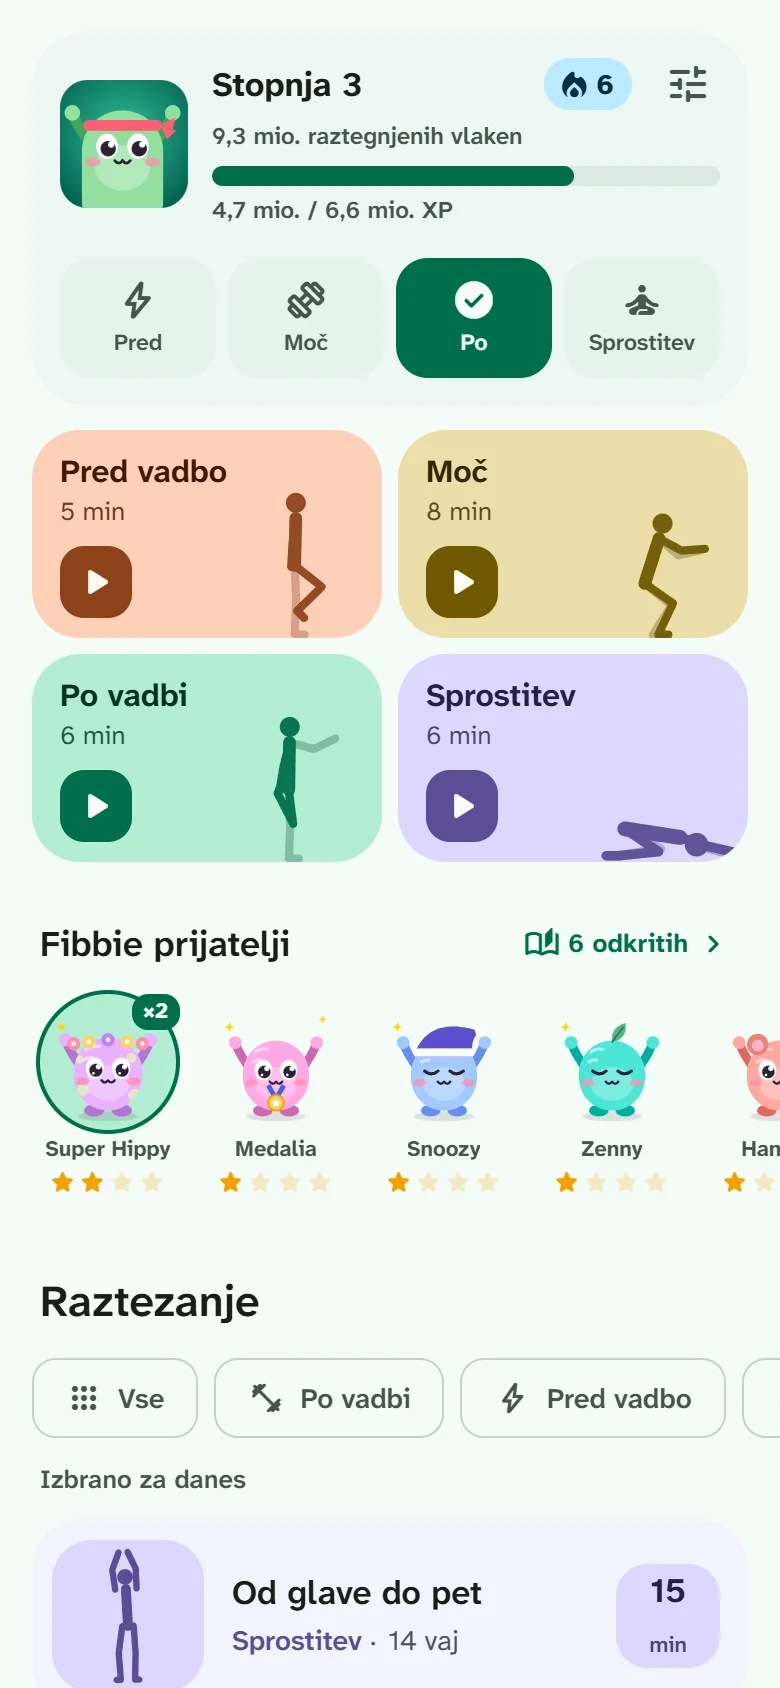 Stopnja 3
6
9,3 mio. raztegnjenih vlaken
4,7 mio. / 6,6 mio. XP
Pred
Moč
Po
Sprostitev
Pred vadbo
5 min
Moč
8 min
Po vadbi
6 min
Sprostitev
6 min
Fibbie prijatelji
6 odkritih
×2
Super Hippy
Medalia
Snoozy
Zenny
Ham
Raztezanje
Vse
Po vadbi
Pred vadbo
Izbrano za danes
Od glave do pet
Sprostitev · 14 vaj
15
min